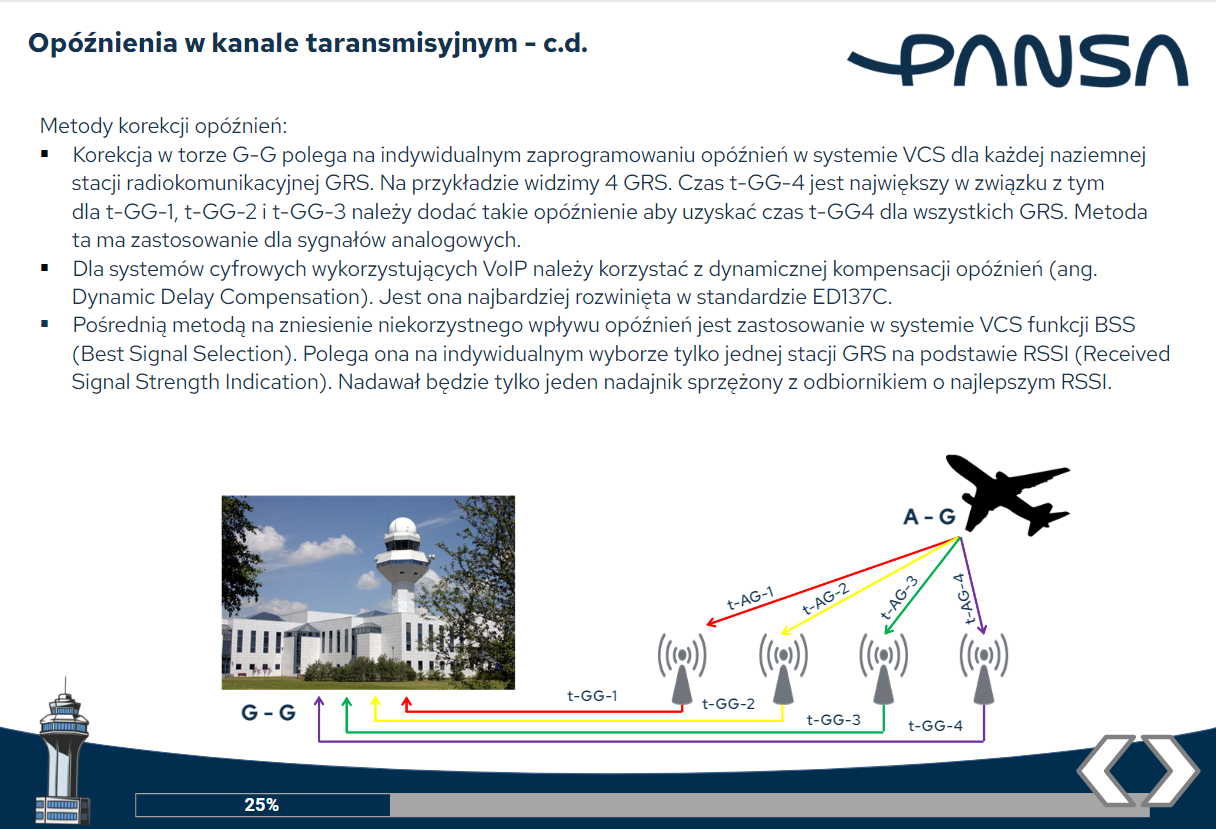 Opóźnienia w kanale taransmisyjnym - c.d.
PANSA
Metody korekcji opóźnień:
▪ Korekcja w torze G-G polega na indywidualnym zaprogramowaniu opóźnień w systemie VCS dla każdej naziemnej
stacji radiokomunikacyjnej GRS. Na przykładzie widzimy 4 GRS. Czas t-GG-4 jest największy w związku z tym
dla t-GG-1, t-GG-2 i t-GG-3 należy dodać takie opóźnienie aby uzyskać czas t-GG4 dla wszystkich GRS. Metoda
ta ma zastosowanie dla sygnałów analogowych.
▪ Dla systemów cyfrowych wykorzystujących VoIP należy korzystać z dynamicznej kompensacji opóźnień (ang.
Dynamic Delay Compensation). Jest ona najbardziej rozwinięta w standardzie ED137C.
▪ Pośrednią metodą na zniesienie niekorzystnego wpływu opóźnień jest zastosowanie w systemie VCS funkcji BSS
(Best Signal Selection). Polega ona na indywidualnym wyborze tylko jednej stacji GRS na podstawie RSSI (Received
Signal Strength Indication). Nadawał będzie tylko jeden nadajnik sprzężony z odbiornikiem o najlepszym RSSI.
A - G
t-AG-1
t-AG-2
t-AG-3
t-AG-4
G - G
t-GG-1
t-GG-2
t-GG-3
t-GG-4
25%